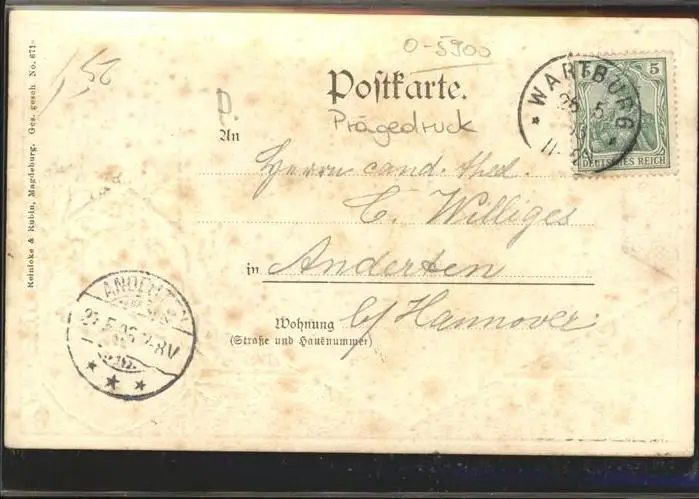 Reinicke & Rubin, Magdeburg. Ges. gesch. No. 671
0-5900
Poſtkarte.
P.
Prägedruck
An
Herrn cand. theol.
C. Williges
in Anderten
b/ Hannover
Wohnung
(Straße und Hausnummer)
5
DEUTSCHES REICH
* WARTBURG *